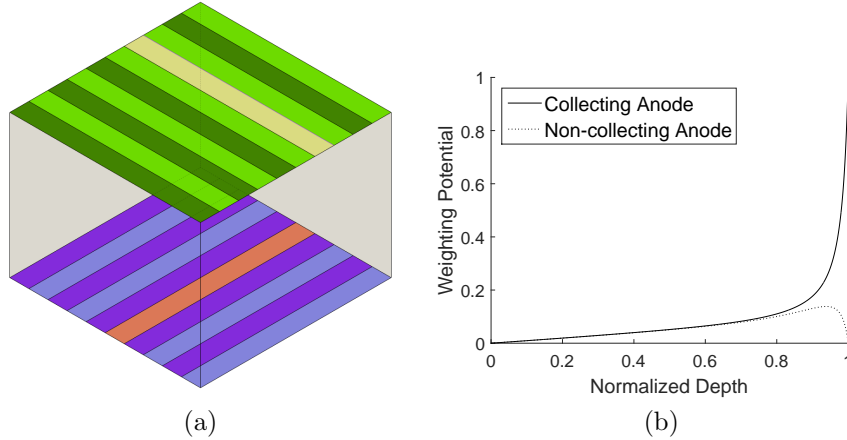 1
Collecting Anode
Non-collecting Anode
0.8
0.6
0.4
0.2
0
Weighting Potential
0 0.2 0.4 0.6 0.8 1
Normalized Depth
(a) (b)